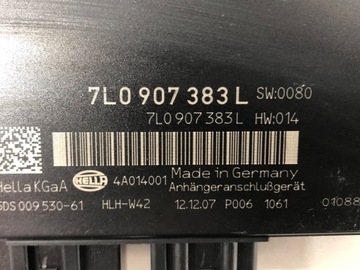 7L0 907 383 L SW:0080
7L0 907 383 L HW:014
Hella KGaA HELLA 4A014001 Made in Germany
Anhängeranschlußgerät
5DS 009 530-61 HLH-W42 12.12.07 P006 1061 01088